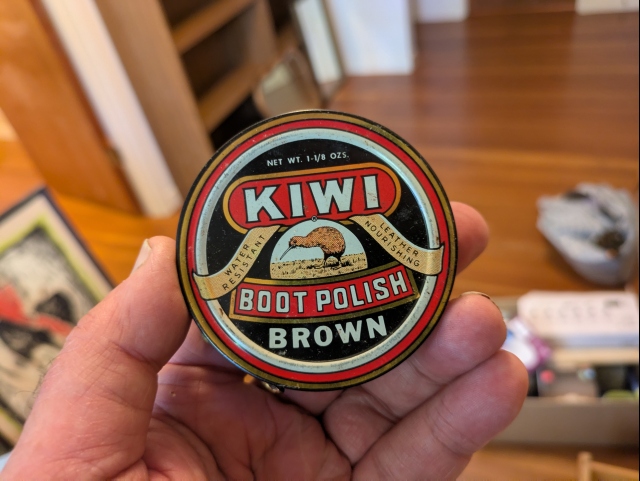 NET WT. 1-1/8 OZS.
KIWI
WATER
RESISTANT
LEATHER
NOURISHING
BOOT POLISH
BROWN